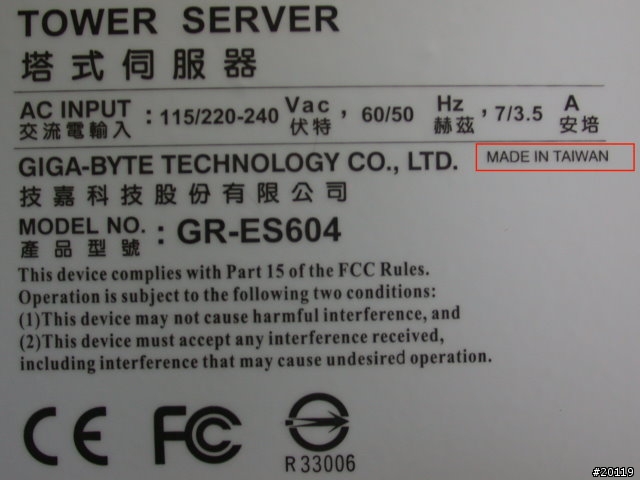 TOWER SERVER
塔式伺服器
AC INPUT : 115/220-240 Vac , 60/50 Hz , 7/3.5 A
交流電輸入 伏特 赫茲 安培
GIGA-BYTE TECHNOLOGY CO., LTD. MADE IN TAIWAN
技嘉科技股份有限公司
MODEL NO. : GR-ES604
產品型號
This device complies with Part 15 of the FCC Rules.
Operation is subject to the following two conditions:
(1)This device may not cause harmful interference, and
(2)This device must accept any interference received,
including interference that may cause undesired operation.
CE FC
R33006
#20119